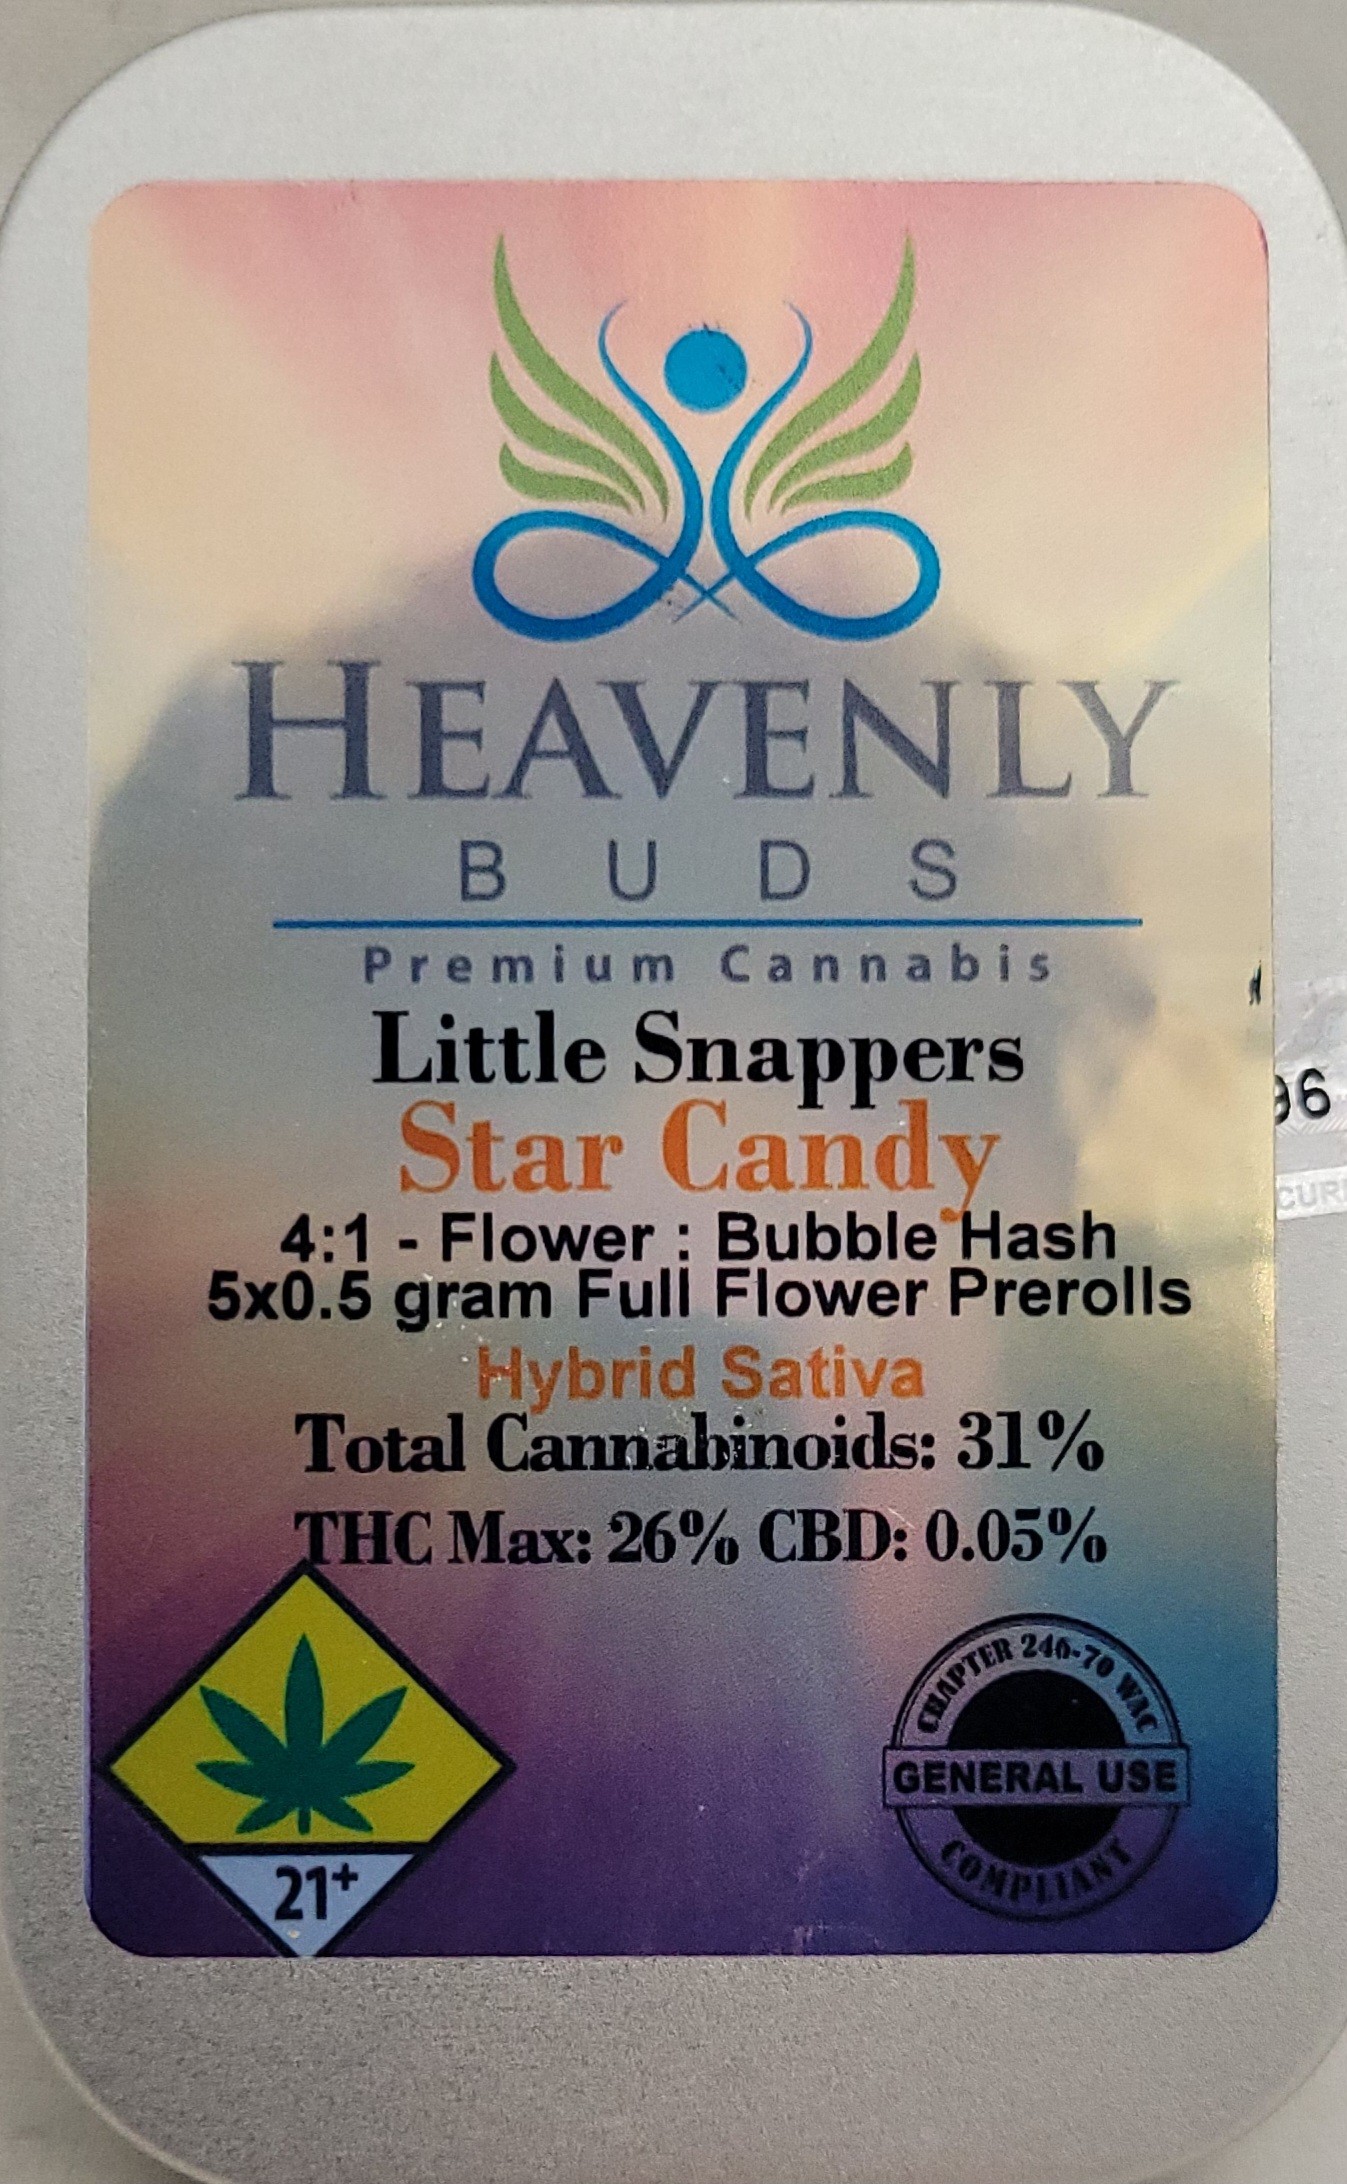 HEAVENLY
BUDS
Premium Cannabis
Little Snappers
Star Candy
4:1 - Flower : Bubble Hash
5x0.5 gram Full Flower Prerolls
Hybrid Sativa
Total Cannabinoids: 31%
THC Max: 26% CBD: 0.05%
21+
CHAPTER 246-70 WAC
GENERAL USE
COMPLIANT
96